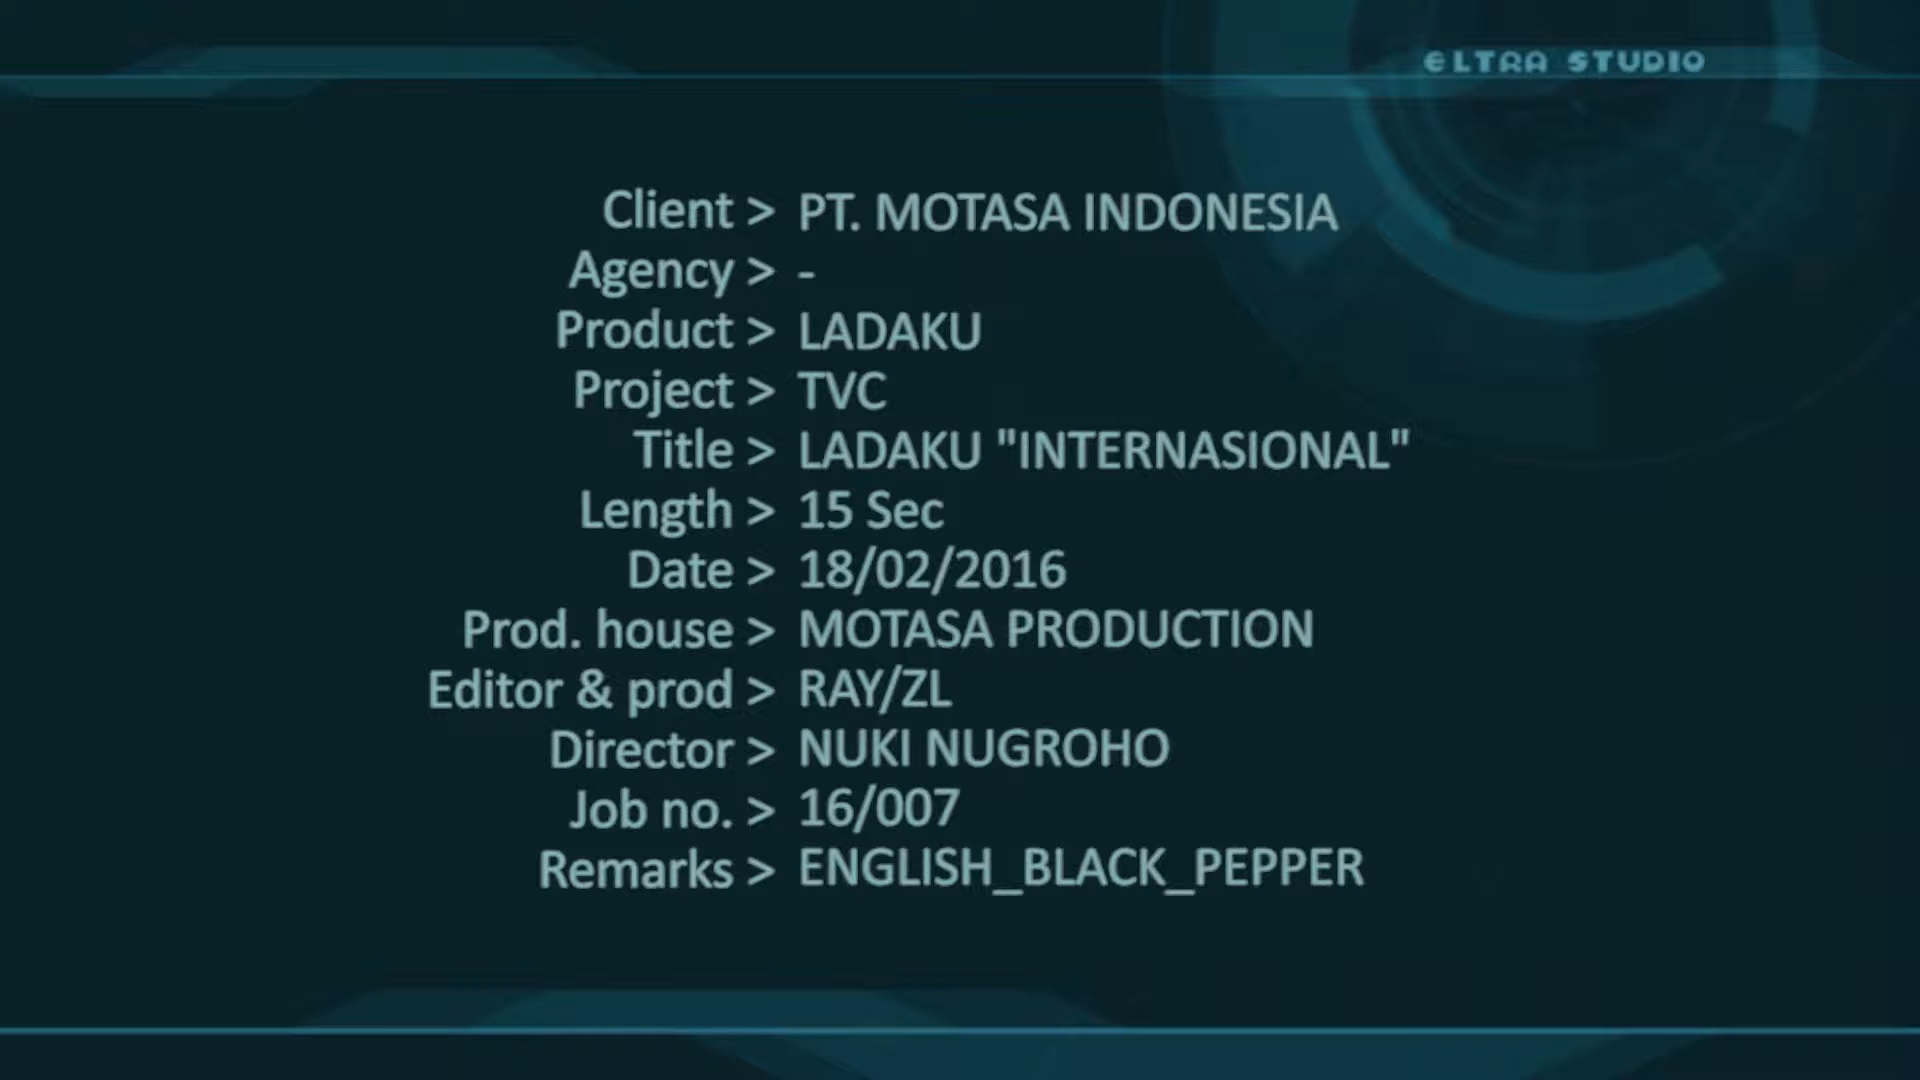 ELTRA STUDIO
Client > PT. MOTASA INDONESIA
Agency > -
Product > LADAKU
Project > TVC
Title > LADAKU "INTERNASIONAL"
Length > 15 Sec
Date > 18/02/2016
Prod. house > MOTASA PRODUCTION
Editor & prod > RAY/ZL
Director > NUKI NUGROHO
Job no. > 16/007
Remarks > ENGLISH_BLACK_PEPPER